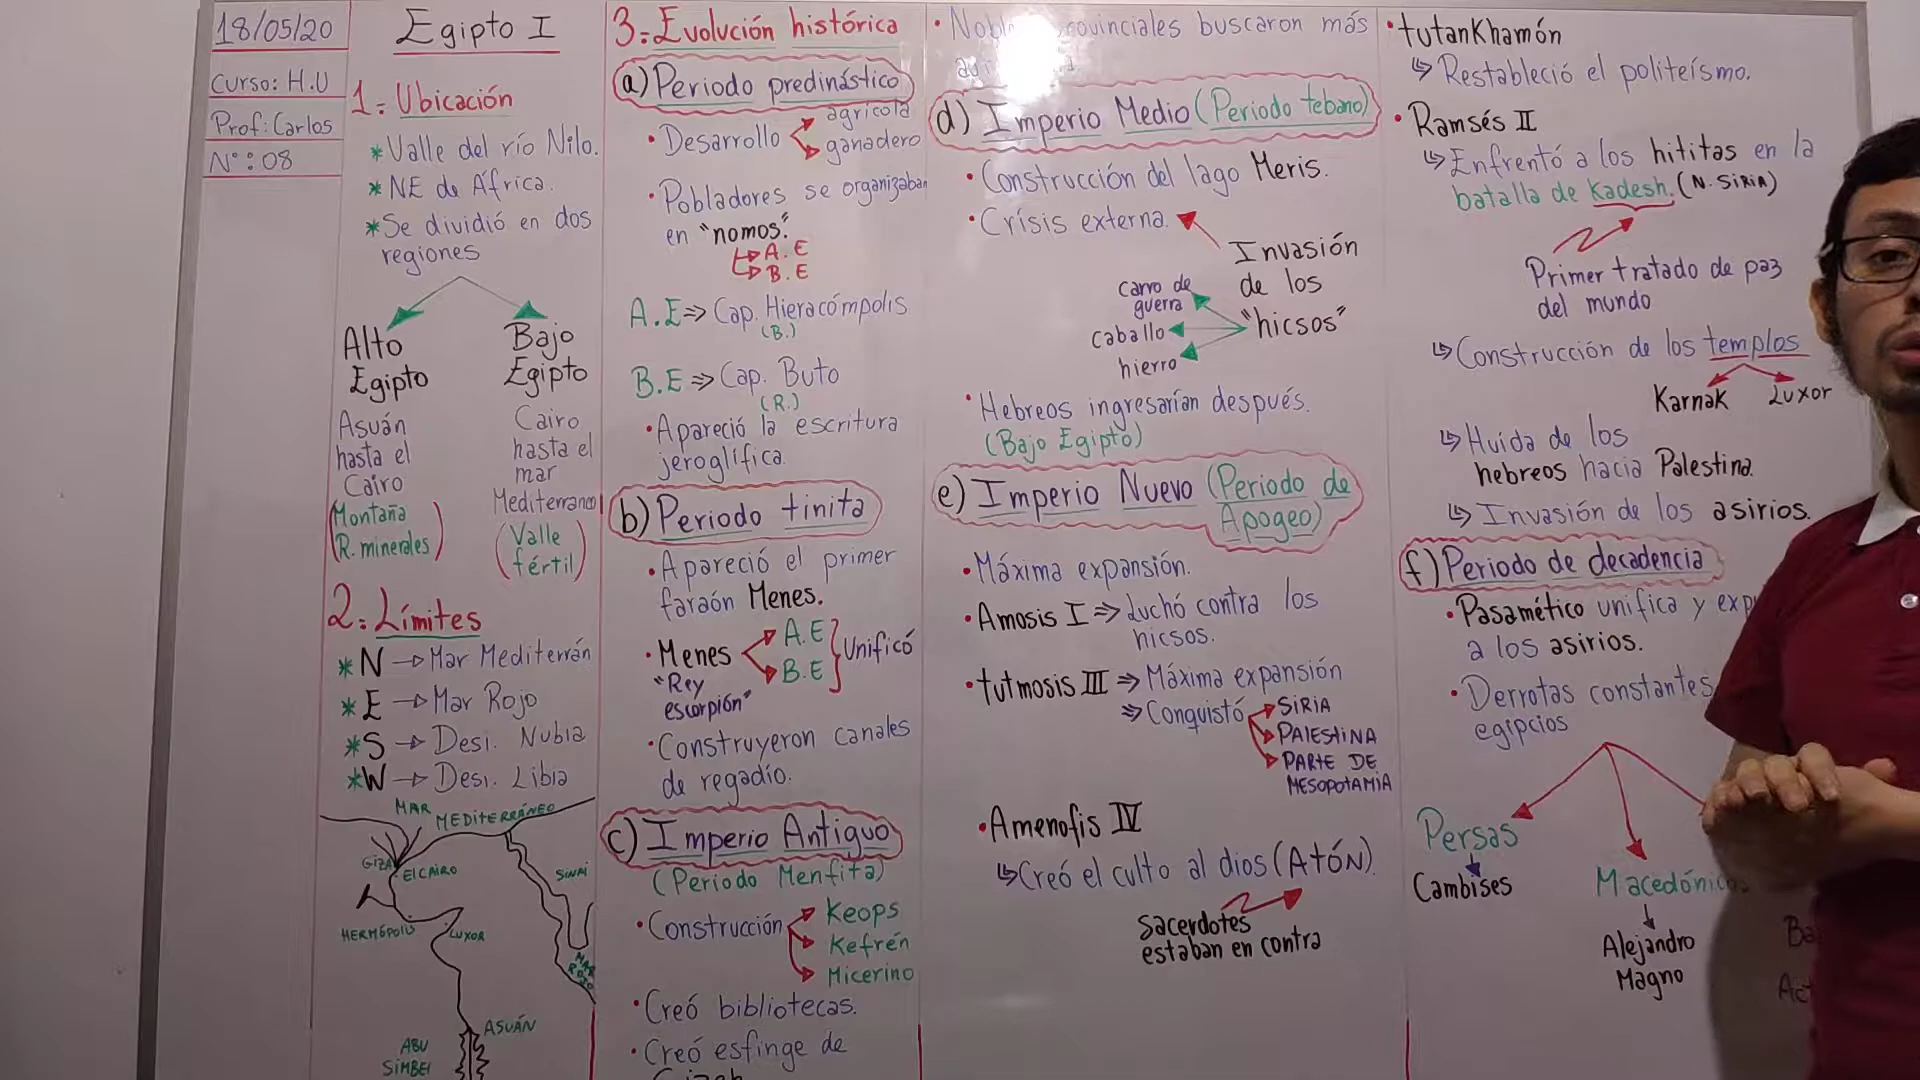 18/05/20
Curso: H.U
Prof: Carlos
N°: 08
Egipto I
1.- Ubicación
* Valle del río Nilo.
* NE de África.
* Se dividió en dos
regiones
Alto
Egipto
Asuán
hasta el
Cairo
(Montaña
R. minerales)
Bajo
Egipto
Cairo
hasta el
mar
Mediterraneo
(Valle
fértil)
2.- Límites
* N → Mar Mediterrán
* E → Mar Rojo
* S → Desi. Nubia
* W → Desi. Libia
MAR MEDITERRÁNEO
GIZA
El CAIRO
SINAI
HERMÓPOLIS
LUXOR
MAR
ROJO
ASUÁN
ABU
SIMBEL
3.- Evolución histórica
a) Periodo predinástico
• Desarrollo
agrícola
ganadero
• Pobladores se organizaban
en "nomos."
A.E
B.E
A.E ⇒ Cap. Hieracómpolis
(B.)
B.E ⇒ Cap. Buto
(R.)
• Apareció la escritura
jeroglífica.
b) Periodo tinita
• Apareció el primer
faraón Menes.
• Menes
"Rey
escorpión"
A.E
B.E
Unificó
• Construyeron canales
de regadío.
c) Imperio Antiguo
(Periodo Menfita)
• Construcción
Keops
Kefrén
Micerino
• Creó bibliotecas.
• Creó esfinge de
• provinciales buscaron más
d) Imperio Medio (Periodo tebano)
• Construcción del lago Meris.
• Crísis externa.
Invasión
de los
"hicsos"
carro de
guerra
caballo
hierro
• Hebreos ingresarían después.
(Bajo Egipto)
e) Imperio Nuevo (Periodo de
Apogeo)
• Máxima expansión.
• Amosis I ⇒ Luchó contra los
hicsos.
• tutmosis III ⇒ Máxima expansión
⇒ Conquistó
SIRIA
PALESTINA
PARTE DE
MESOPOTAMIA
• Amenofis IV
↳ Creó el culto al dios (AtÓN).
Sacerdotes
estaban en contra
• tutanKhamón
↳ Restableció el politeísmo.
• Ramsés II
↳ Enfrentó a los hititas en la
batalla de Kadesh. (N. SIRIA)
Primer tratado de paz
del mundo
↳ Construcción de los templos
Karnak Luxor
↳ Huida de los
hebreos hacia Palestina.
↳ Invasión de los asirios.
f) Periodo de decadencia
• Pasamético unifica y exp
a los asirios.
• Derrotas constantes
egipcios
Persas
Cambises
Macedónic
Alejandro
Magno